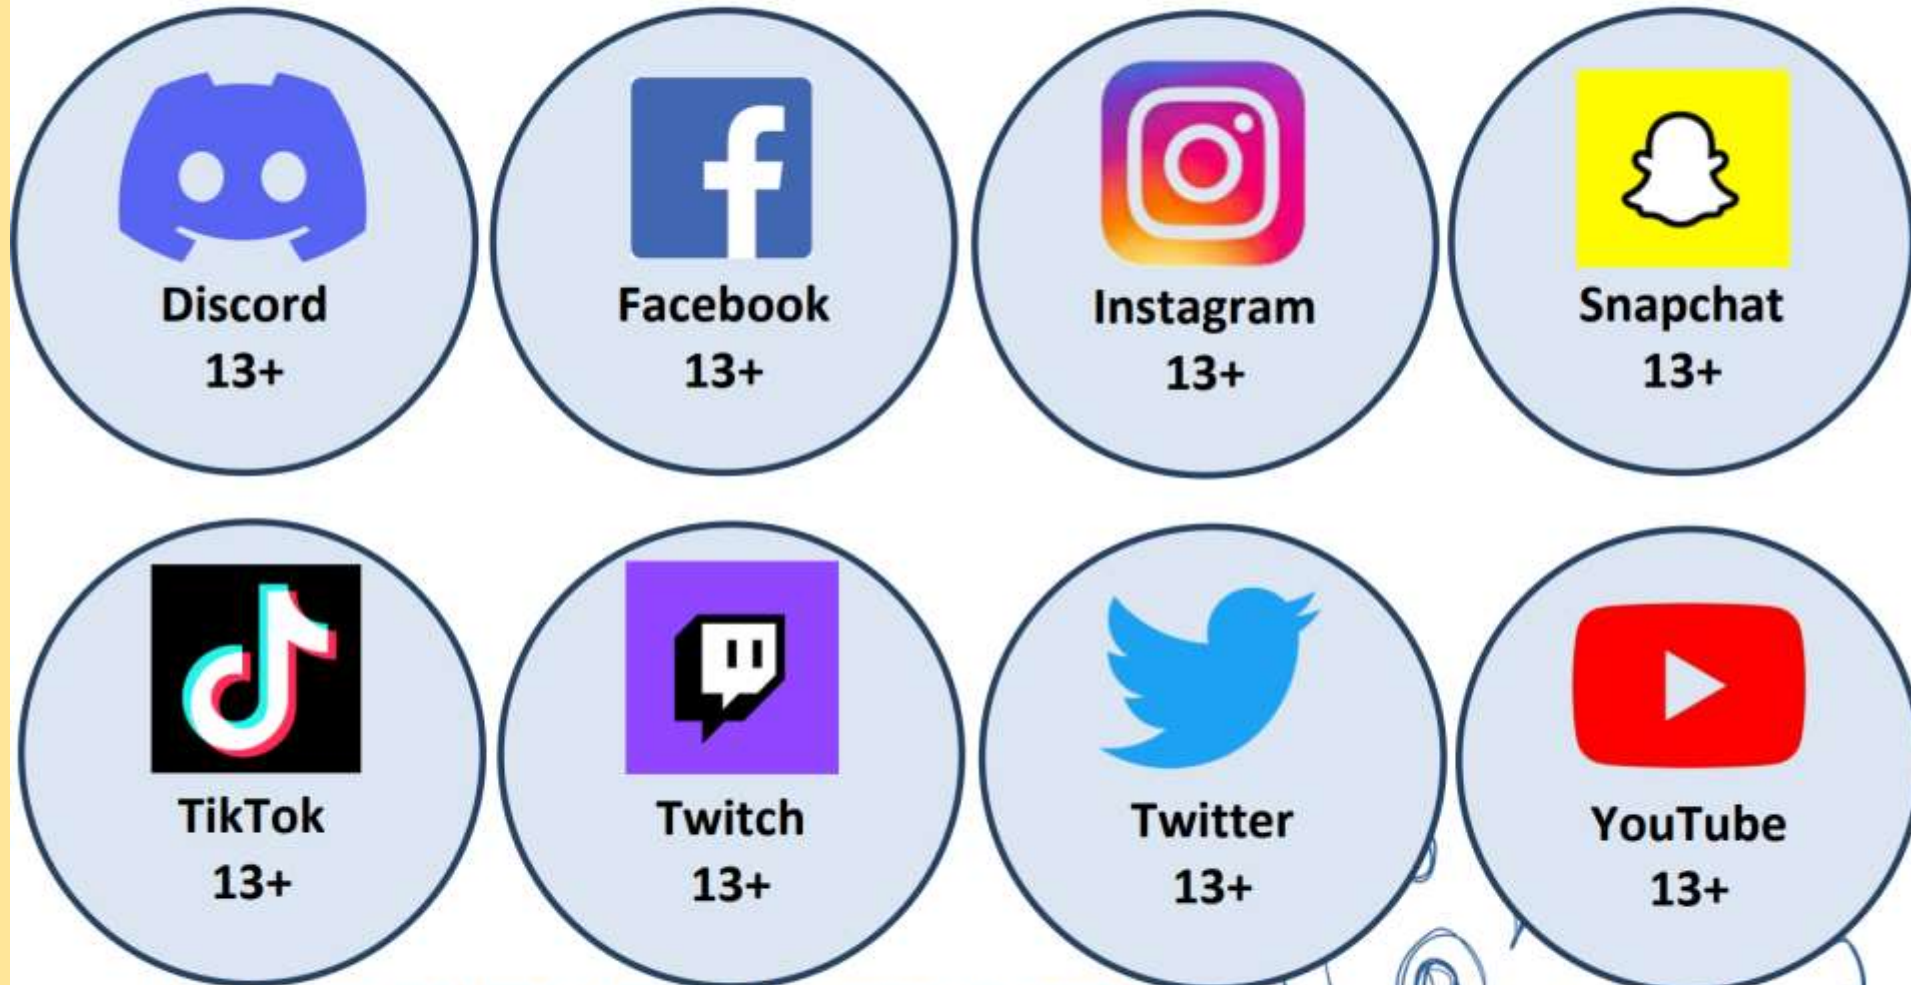 Discord
13+
Facebook
13+
Instagram
13+
Snapchat
13+
TikTok
13+
Twitch
13+
Twitter
13+
YouTube
13+